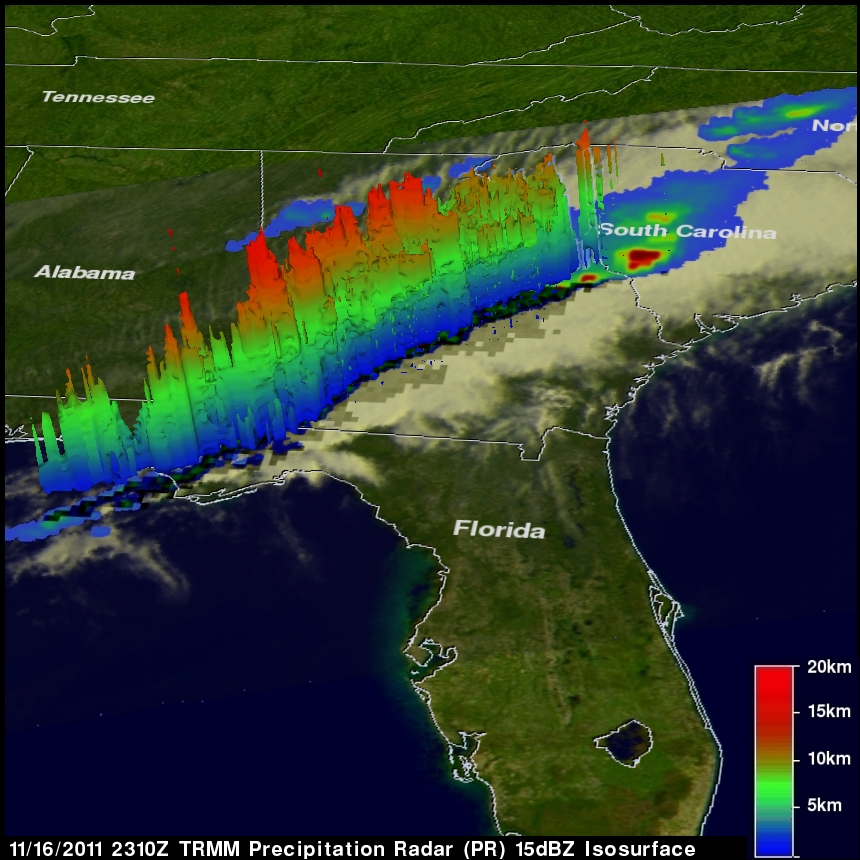 Tennessee
Nor
South Carolina
Alabama
Florida
20km
15km
10km
5km
11/16/2011 2310Z TRMM Precipitation Radar (PR) 15dBZ Isosurface